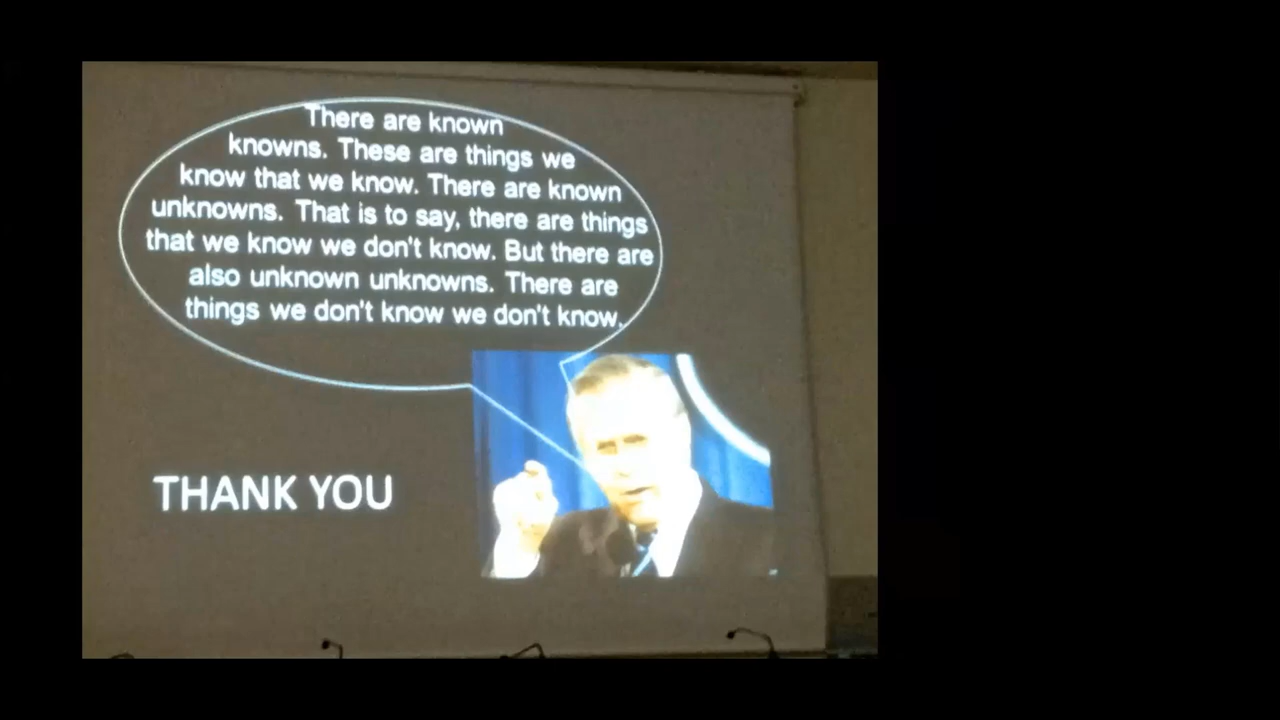 There are known
knowns. These are things we
know that we know. There are known
unknowns. That is to say, there are things
that we know we don't know. But there are
also unknown unknowns. There are
things we don't know we don't know.
THANK YOU